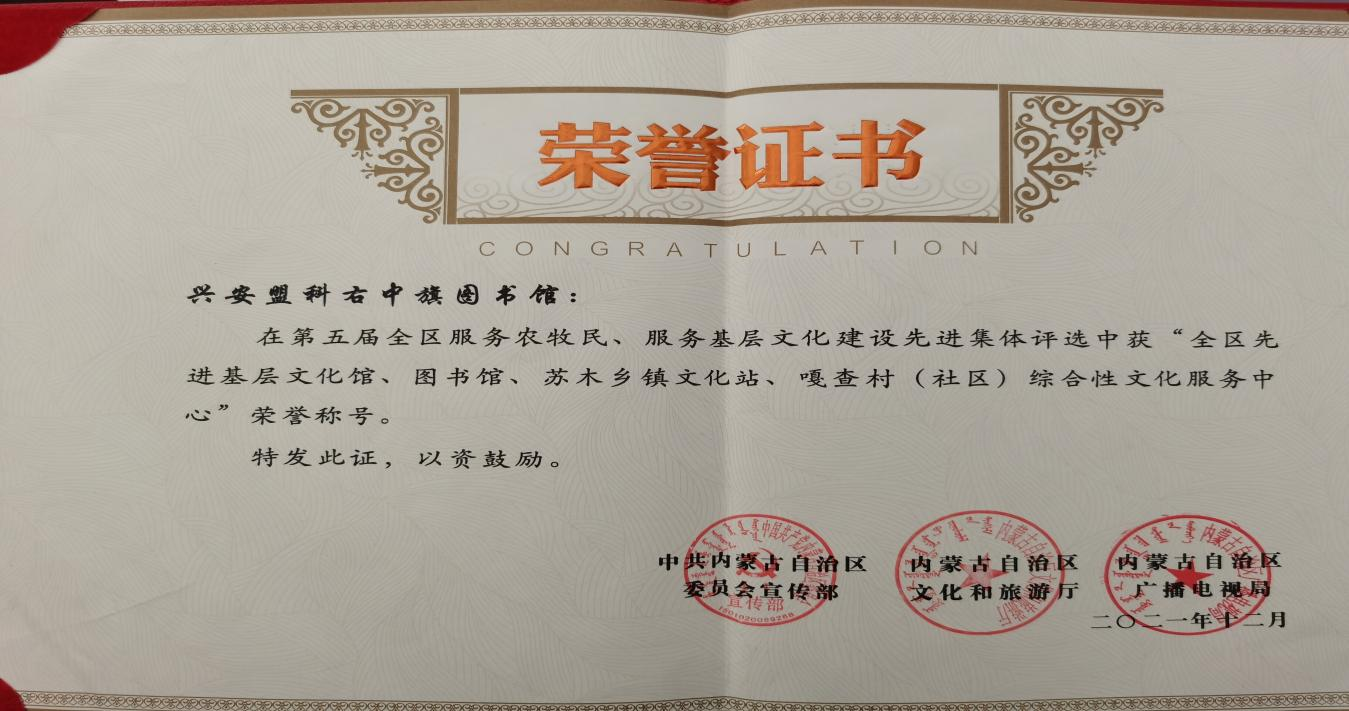 荣誉证书
CONGRATULATION
兴安盟科右中旗图书馆：
在第五届全区服务农牧民、服务基层文化建设先进集体评选中获“全区先
进基层文化馆、图书馆、苏木乡镇文化站、嘎查村（社区）综合性文化服务中
心”荣誉称号。
特发此证，以资鼓励。
中共内蒙古自治区
委员会宣传部
宣传部
内蒙古自治区
文化和旅游厅
内蒙古自治区
广播电视局
二〇二一年十二月